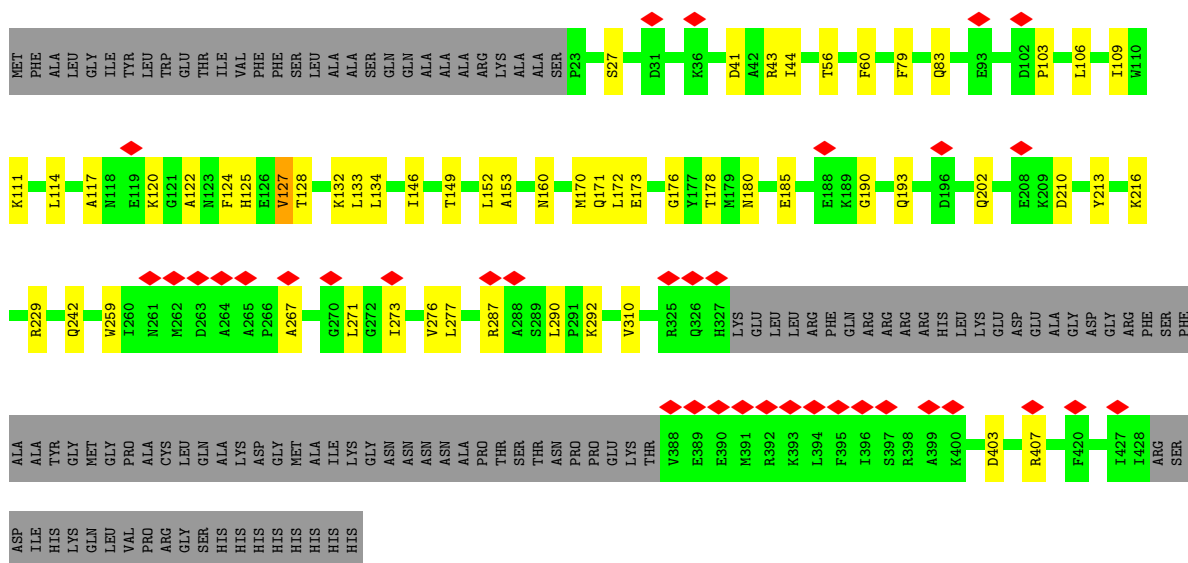 MET PHE ALA LEU GLY ILE TYR LEU TRP GLU THR ILE VAL PHE PHE SER LEU ALA ALA SER GLN GLN ALA ALA ALA ARG LYS ALA ALA SER P23 S27 D31 K36 D41 A42 R43 I44 T56 F60 F79 Q83 E93 D102 P103 L106 I109 W110
K111 L114 A117 N118 E119 K120 G121 A122 N123 F124 H125 E126 V127 T128 K132 L133 L134 I146 T149 L152 A153 N160 M170 Q171 L172 E173 G176 Y177 T178 M179 N180 E185 E188 K189 G190 Q193 D196 Q202 E208 K209 D210 Y213 K216
R229 Q242 W259 I260 N261 M262 D263 A264 A265 P266 A267 G270 L271 G272 I273 V276 L277 R287 A288 S289 L290 P291 K292 V310 R325 Q326 H327 LYS GLU LEU LEU ARG PHE GLN ARG ARG ARG ARG HIS LEU LYS GLU ASP GLU ALA GLY ASP GLY ARG PHE SER PHE
ALA ALA TYR GLY MET GLY PRO ALA CYS LEU GLN ALA LYS ASP GLY MET ALA ILE LYS GLY ASN ASN ASN ASN ALA PRO THR SER THR ASN PRO PRO GLU LYS THR V388 E389 E390 M391 R392 K393 L394 F395 I396 S397 R398 A399 K400 D403 R407 F420 I427 I428 ARG SER
ASP ILE HIS LYS GLN LEU VAL PRO ARG GLY SER HIS HIS HIS HIS HIS HIS HIS HIS